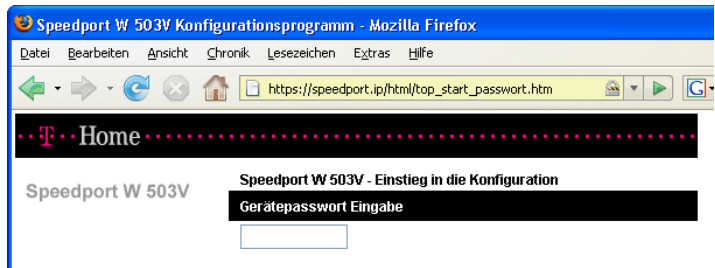 Speedport W 503V Konfigurationsprogramm - Mozilla Firefox
Datei Bearbeiten Ansicht Chronik Lesezeichen Extras Hilfe
https://speedport.ip/html/top_start_passwort.htm
G
T Home
Speedport W 503V
Speedport W 503V - Einstieg in die Konfiguration
Gerätepasswort Eingabe